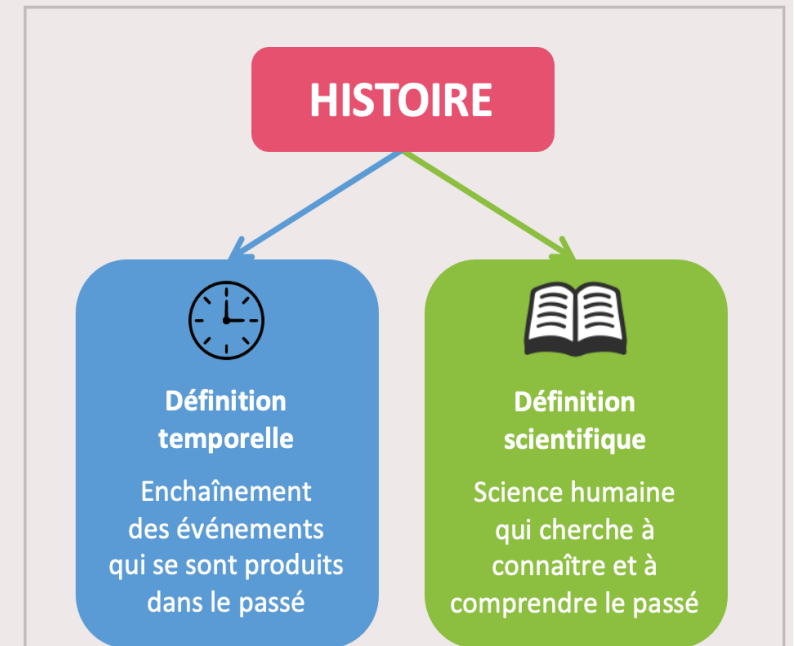 HISTOIRE
Définition
temporelle
Enchaînement
des événements
qui se sont produits
dans le passé
Définition
scientifique
Science humaine
qui cherche à
connaître et à
comprendre le passé